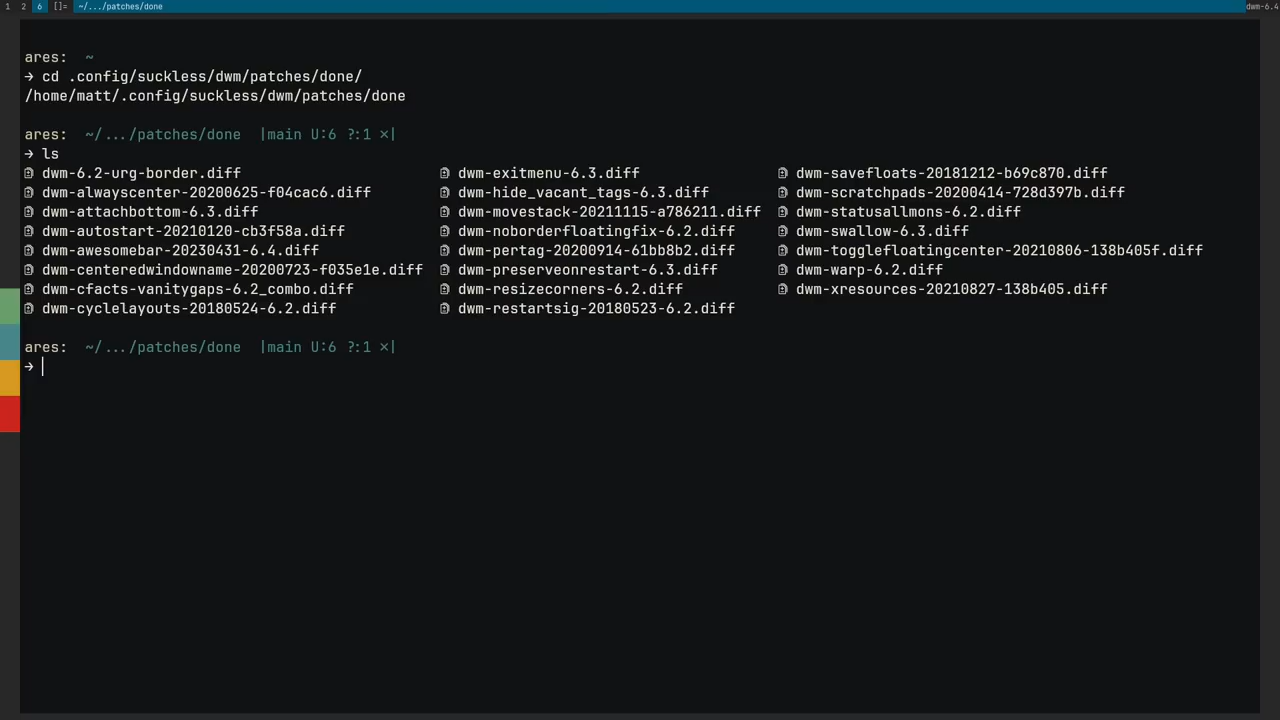 1 2 6 []= ~/.../patches/done dwm-6.4
ares: ~
→ cd .config/suckless/dwm/patches/done/
/home/matt/.config/suckless/dwm/patches/done
ares: ~/.../patches/done |main U:6 ?:1 ×|
→ ls
dwm-6.2-urg-border.diff dwm-exitmenu-6.3.diff dwm-savefloats-20181212-b69c870.diff
dwm-alwayscenter-20200625-f04cac6.diff dwm-hide_vacant_tags-6.3.diff dwm-scratchpads-20200414-728d397b.diff
dwm-attachbottom-6.3.diff dwm-movestack-20211115-a786211.diff dwm-statusallmons-6.2.diff
dwm-autostart-20210120-cb3f58a.diff dwm-noborderfloatingfix-6.2.diff dwm-swallow-6.3.diff
dwm-awesomebar-20230431-6.4.diff dwm-pertag-20200914-61bb8b2.diff dwm-togglefloatingcenter-20210806-138b405f.diff
dwm-centeredwindowname-20200723-f035e1e.diff dwm-preserveonrestart-6.3.diff dwm-warp-6.2.diff
dwm-cfacts-vanitygaps-6.2_combo.diff dwm-resizecorners-6.2.diff dwm-xresources-20210827-138b405.diff
dwm-cyclelayouts-20180524-6.2.diff dwm-restartsig-20180523-6.2.diff
ares: ~/.../patches/done |main U:6 ?:1 ×|
→